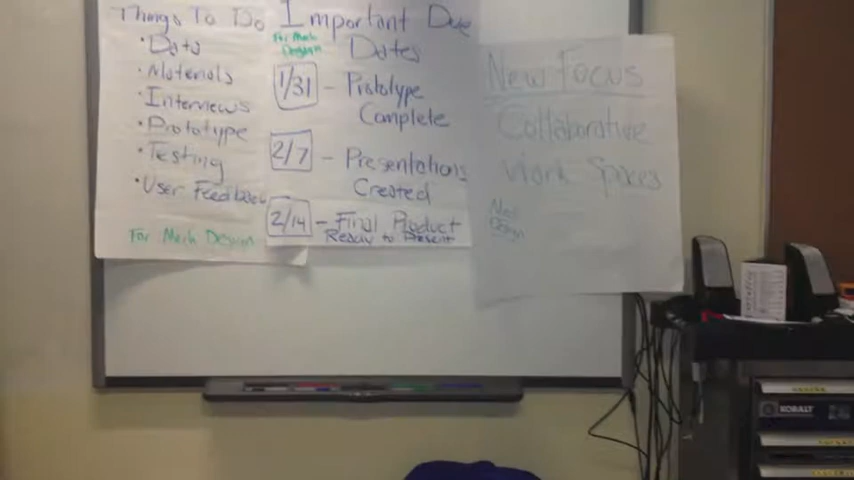 Things To Do
• Data
• Materials
• Interviews
• Prototype
• Testing
• User Feedback
For Mech Design
Important Due
For Mech
Design
Dates
1/31 – Prototype
Complete
2/7 – Presentations
Created
2/14 – Final Product
Ready to Present
New Focus
Collaborative
Work Spaces
Design
KOBALT